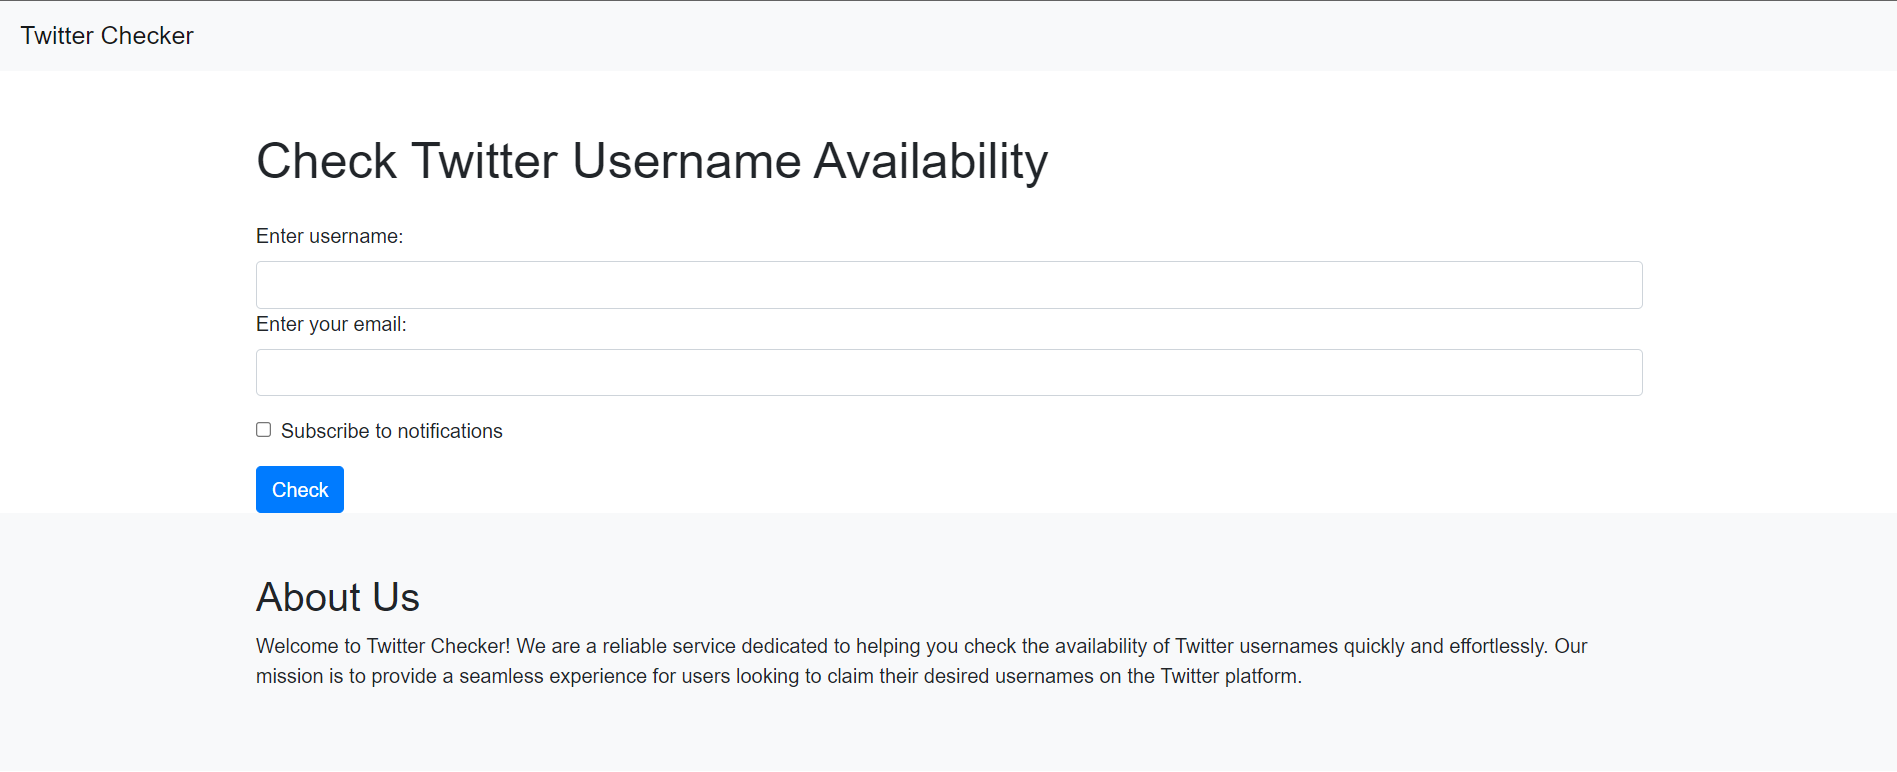 Twitter Checker
Check Twitter Username Availability
Enter username:
Enter your email:
Subscribe to notifications
Check
About Us
Welcome to Twitter Checker! We are a reliable service dedicated to helping you check the availability of Twitter usernames quickly and effortlessly. Our
mission is to provide a seamless experience for users looking to claim their desired usernames on the Twitter platform.